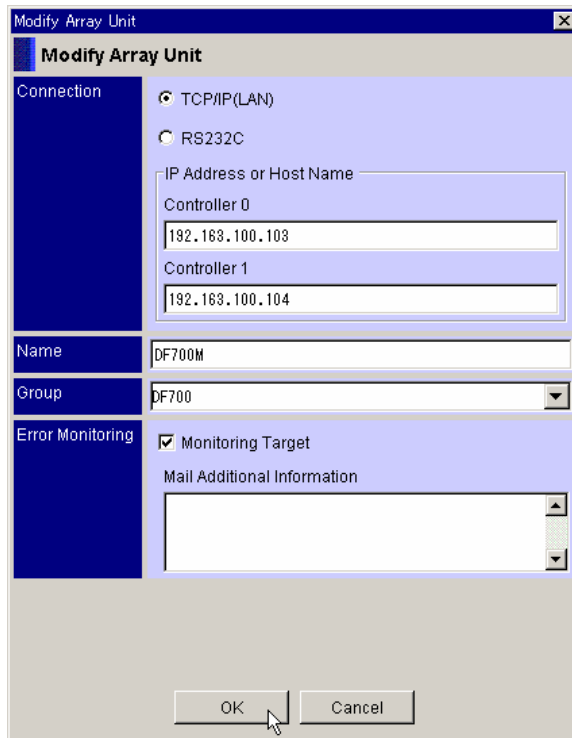 Modify Array Unit
Modify Array Unit
Connection
TCP/IP(LAN)
RS232C
IP Address or Host Name
Controller 0
192.163.100.103
Controller 1
192.163.100.104
Name
DF700M
Group
DF700
Error Monitoring
Monitoring Target
Mail Additional Information
OK
Cancel